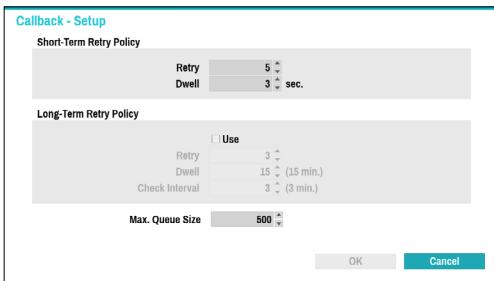 Callback - Setup
Short-Term Retry Policy
Retry 5
Dwell 3 sec.
Long-Term Retry Policy
Use
Retry 3
Dwell 15 (15 min.)
Check Interval 3 (3 min.)
Max. Queue Size 500
OK Cancel